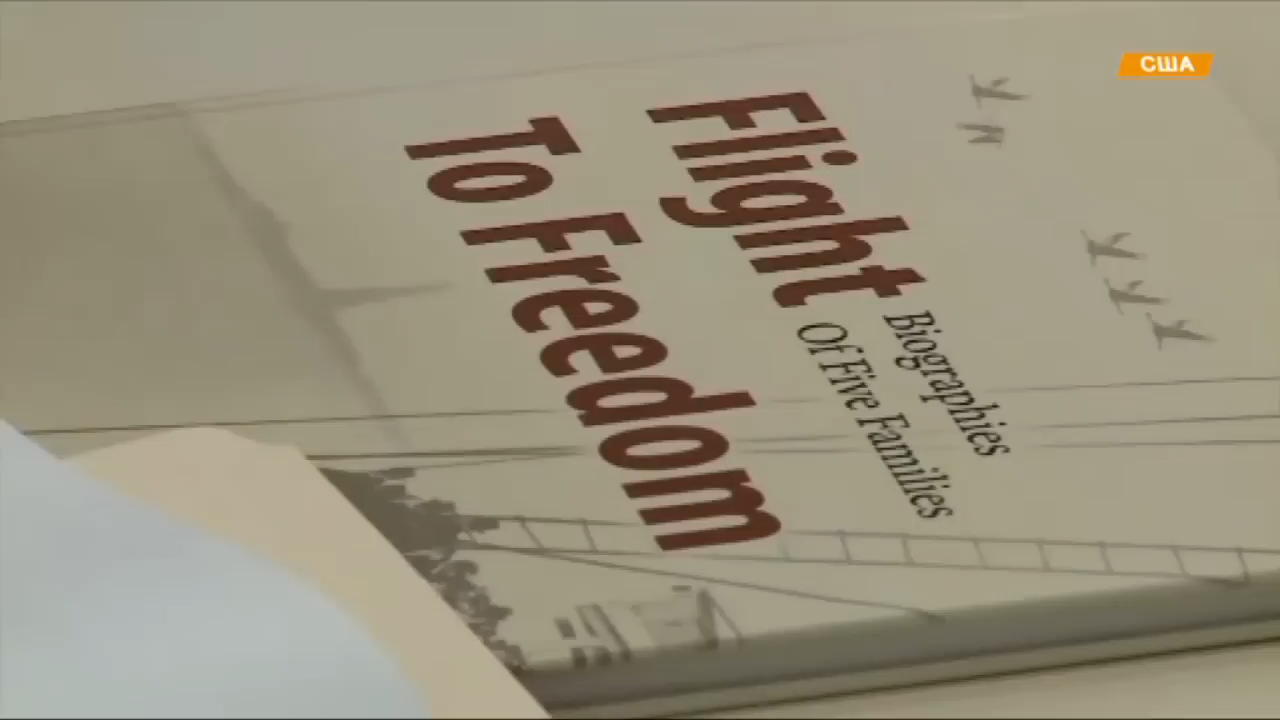 США
Flight
To Freedom
Biographies
Of Five Families